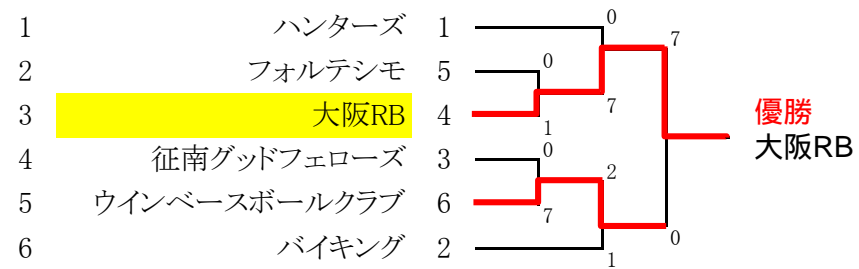 1 ハンターズ 1
0
7
2 フォルテシモ 5
0
3 大阪RB 4
1
7
優勝
大阪RB
4 征南グッドフェローズ 3
0
2
5 ウインベースボールクラブ 6
7
0
6 バイキング 2
1